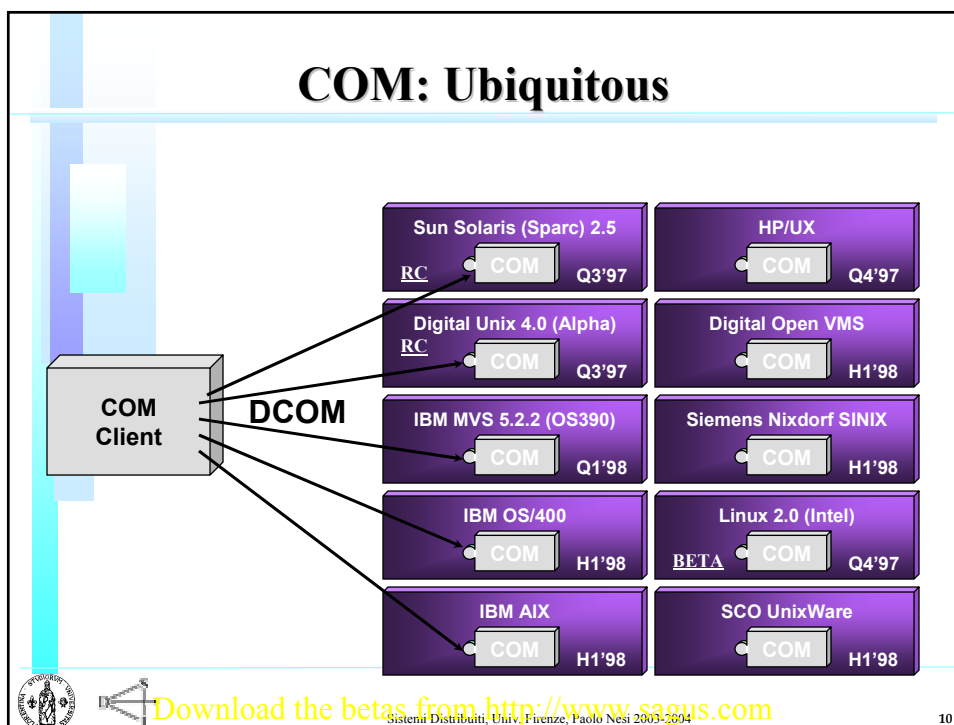 COM: Ubiquitous
Sun Solaris (Sparc) 2.5
RC
COM
Q3'97
HP/UX
COM
Q4'97
Digital Unix 4.0 (Alpha)
RC
COM
Q3'97
Digital Open VMS
COM
H1'98
COM
Client
DCOM
IBM MVS 5.2.2 (OS390)
COM
Q1'98
Siemens Nixdorf SINIX
COM
H1'98
IBM OS/400
COM
H1'98
Linux 2.0 (Intel)
BETA
COM
Q4'97
IBM AIX
COM
H1'98
SCO UnixWare
COM
H1'98
Download the betas from http://www.sagus.com
Sistemi Distribuiti, Univ. Firenze, Paolo Nesi 2003-2004
10